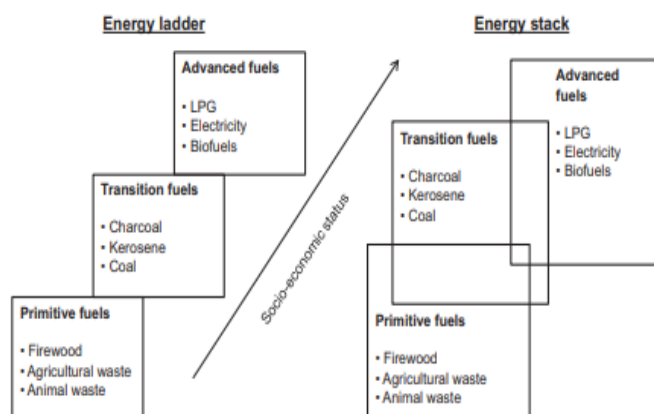 Energy ladder
Advanced fuels
▪ LPG
▪ Electricity
▪ Biofuels
Transition fuels
▪ Charcoal
▪ Kerosene
▪ Coal
Primitive fuels
▪ Firewood
▪ Agricultural waste
▪ Animal waste
Socio-economic status
Energy stack
Advanced
fuels
▪ LPG
▪ Electricity
▪ Biofuels
Transition fuels
▪ Charcoal
▪ Kerosene
▪ Coal
Primitive fuels
▪ Firewood
▪ Agricultural waste
▪ Animal waste